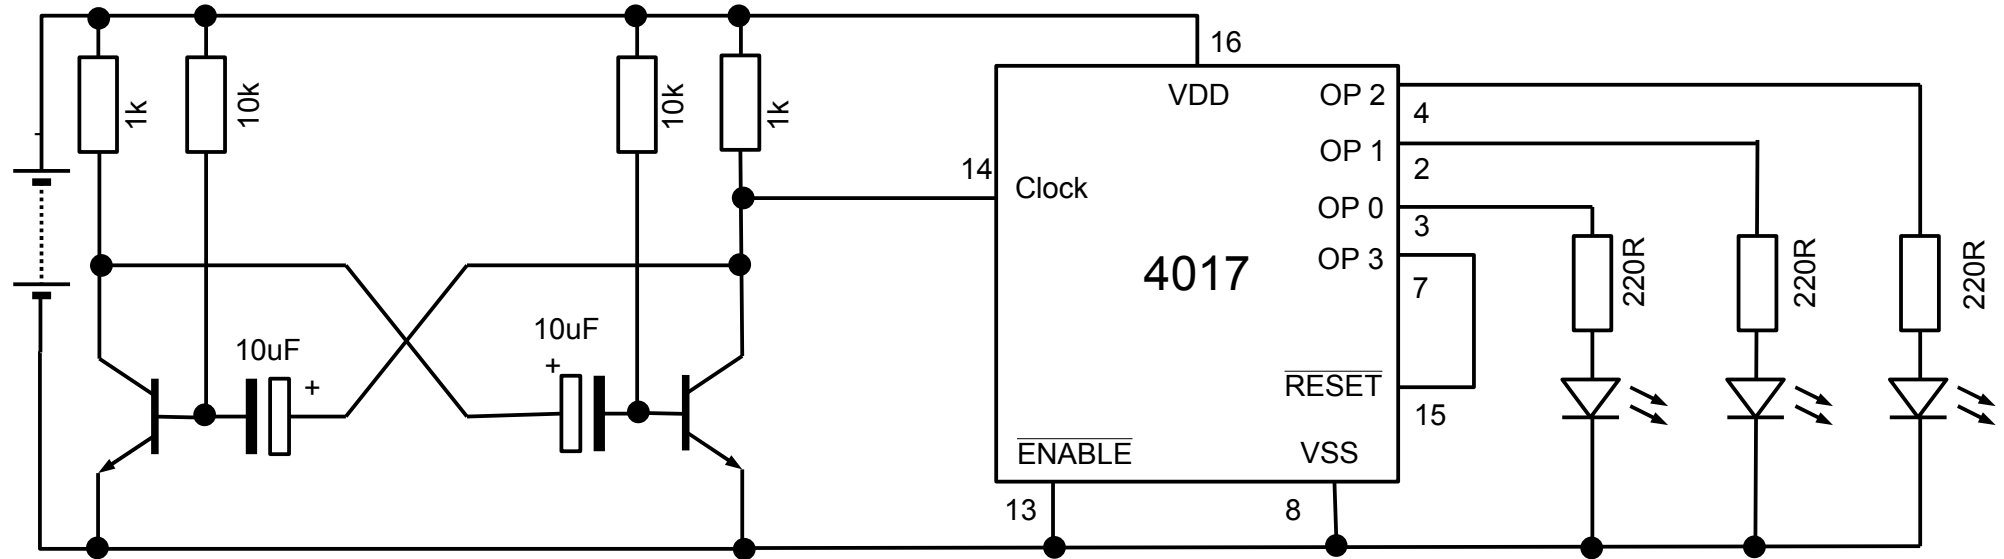 1k
10k
10k
1k
10uF
+
10uF
+
16
VDD
OP 2
4
OP 1
2
14
Clock
OP 0
3
OP 3
7
4017
RESET
15
ENABLE
VSS
13
8
220R
220R
220R